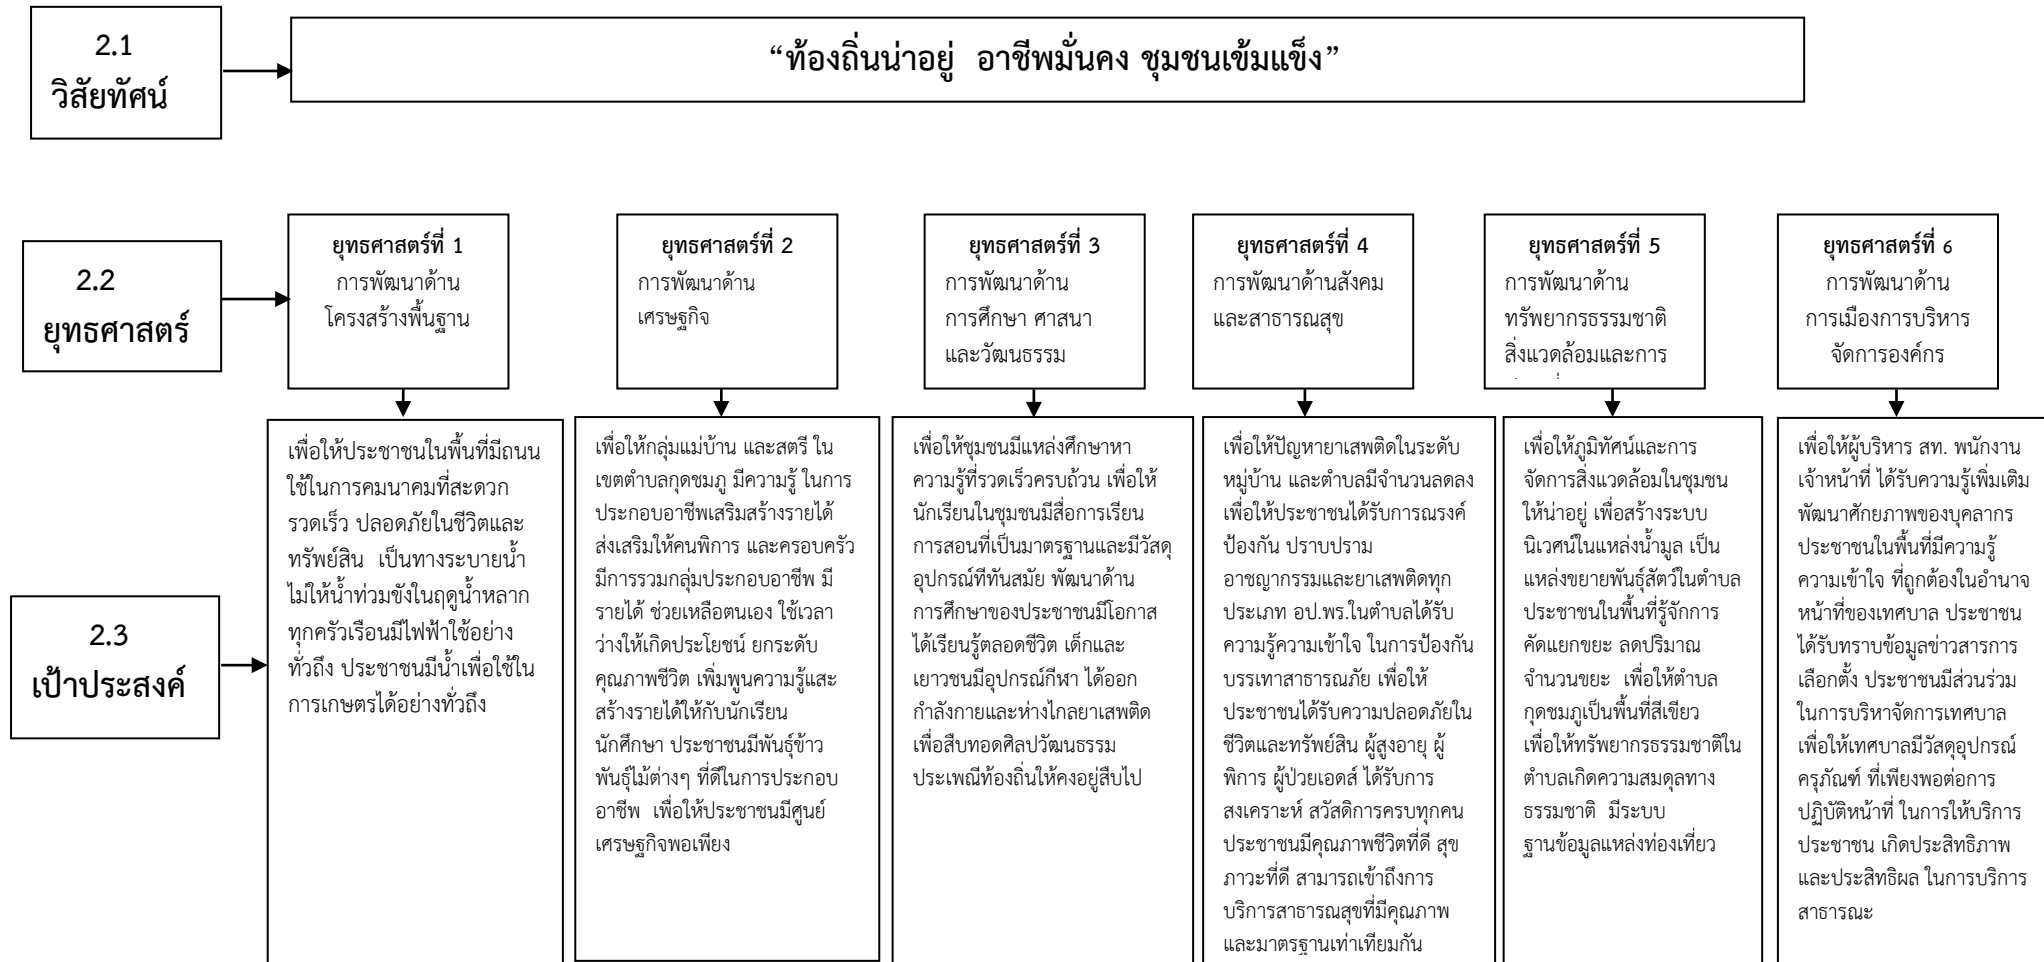 2.1
วิสัยทัศน์
“ท้องถิ่นน่าอยู่ อาชีพมั่นคง ชุมชนเข้มแข็ง”
2.2
ยุทธศาสตร์
ยุทธศาสตร์ที่ 1
การพัฒนาด้าน
โครงสร้างพื้นฐาน
ยุทธศาสตร์ที่ 2
การพัฒนาด้าน
เศรษฐกิจ
ยุทธศาสตร์ที่ 3
การพัฒนาด้าน
การศึกษา ศาสนา
และวัฒนธรรม
ยุทธศาสตร์ที่ 4
การพัฒนาด้านสังคม
และสาธารณสุข
ยุทธศาสตร์ที่ 5
การพัฒนาด้าน
ทรัพยากรธรรมชาติ
สิ่งแวดล้อมและการ
ยุทธศาสตร์ที่ 6
การพัฒนาด้าน
การเมืองการบริหาร
จัดการองค์กร
2.3
เป้าประสงค์
เพื่อให้ประชาชนในพื้นที่มีถนน
ใช้ในการคมนาคมที่สะดวก
รวดเร็ว ปลอดภัยในชีวิตและ
ทรัพย์สิน เป็นทางระบายน้ำ
ไม่ให้น้ำท่วมขังในฤดูน้ำหลาก
ทุกครัวเรือนมีไฟฟ้าใช้อย่าง
ทั่วถึง ประชาชนมีน้ำเพื่อใช้ใน
การเกษตรได้อย่างทั่วถึง
เพื่อให้กลุ่มแม่บ้าน และสตรี ใน
เขตตำบลกุดชมภู มีความรู้ ในการ
ประกอบอาชีพเสริมสร้างรายได้
ส่งเสริมให้คนพิการ และครอบครัว
มีการรวมกลุ่มประกอบอาชีพ มี
รายได้ ช่วยเหลือตนเอง ใช้เวลา
ว่างให้เกิดประโยชน์ ยกระดับ
คุณภาพชีวิต เพิ่มพูนความรู้แสะ
สร้างรายได้ให้กับนักเรียน
นักศึกษา ประชาชนมีพันธุ์ข้าว
พันธุ์ไม้ต่างๆ ที่ดีในการประกอบ
อาชีพ เพื่อให้ประชาชนมีศูนย์
เศรษฐกิจพอเพียง
เพื่อให้ชุมชนมีแหล่งศึกษาหา
ความรู้ที่รวดเร็วครบถ้วน เพื่อให้
นักเรียนในชุมชนมีสื่อการเรียน
การสอนที่เป็นมาตรฐานและมีวัสดุ
อุปกรณ์ทีทันสมัย พัฒนาด้าน
การศึกษาของประชาชนมีโอกาส
ได้เรียนรู้ตลอดชีวิต เด็กและ
เยาวชนมีอุปกรณ์กีฬา ได้ออก
กำลังกายและห่างไกลยาเสพติด
เพื่อสืบทอดศิลปวัฒนธรรม
ประเพณีท้องถิ่นให้คงอยู่สืบไป
เพื่อให้ปัญหายาเสพติดในระดับ
หมู่บ้าน และตำบลมีจำนวนลดลง
เพื่อให้ประชาชนได้รับการณรงค์
ป้องกัน ปราบปราม
อาชญากรรมและยาเสพติดทุก
ประเภท อป.พร.ในตำบลได้รับ
ความรู้ความเข้าใจ ในการป้องกัน
บรรเทาสาธารณภัย เพื่อให้
ประชาชนได้รับความปลอดภัยใน
ชีวิตและทรัพย์สิน ผู้สูงอายุ ผู้
พิการ ผู้ป่วยเอดส์ ได้รับการ
สงเคราะห์ สวัสดิการครบทุกคน
ประชาชนมีคุณภาพชีวิตที่ดี สุข
ภาวะที่ดี สามารถเข้าถึงการ
บริการสาธารณสุขที่มีคุณภาพ
และมาตรฐานเท่าเทียมกัน
เพื่อให้ภูมิทัศน์และการ
จัดการสิ่งแวดล้อมในชุมชน
ให้น่าอยู่ เพื่อสร้างระบบ
นิเวศน์ในแหล่งน้ำมูล เป็น
แหล่งขยายพันธุ์สัตว์ในตำบล
ประชาชนในพื้นที่รู้จักการ
คัดแยกขยะ ลดปริมาณ
จำนวนขยะ เพื่อให้ตำบล
กุดชมภูเป็นพื้นที่สีเขียว
เพื่อให้ทรัพยากรธรรมชาติใน
ตำบลเกิดความสมดุลทาง
ธรรมชาติ มีระบบ
ฐานข้อมูลแหล่งท่องเที่ยว
เพื่อให้ผู้บริหาร สท. พนักงาน
เจ้าหน้าที่ ได้รับความรู้เพิ่มเติม
พัฒนาศักยภาพของบุคลากร
ประชาชนในพื้นที่มีความรู้
ความเข้าใจ ที่ถูกต้องในอำนาจ
หน้าที่ของเทศบาล ประชาชน
ได้รับทราบข้อมูลข่าวสารการ
เลือกตั้ง ประชาชนมีส่วนร่วม
ในการบริหาจัดการเทศบาล
เพื่อให้เทศบาลมีวัสดุอุปกรณ์
ครุภัณฑ์ ที่เพียงพอต่อการ
ปฏิบัติหน้าที่ ในการให้บริการ
ประชาชน เกิดประสิทธิภาพ
และประสิทธิผล ในการบริการ
สาธารณะ